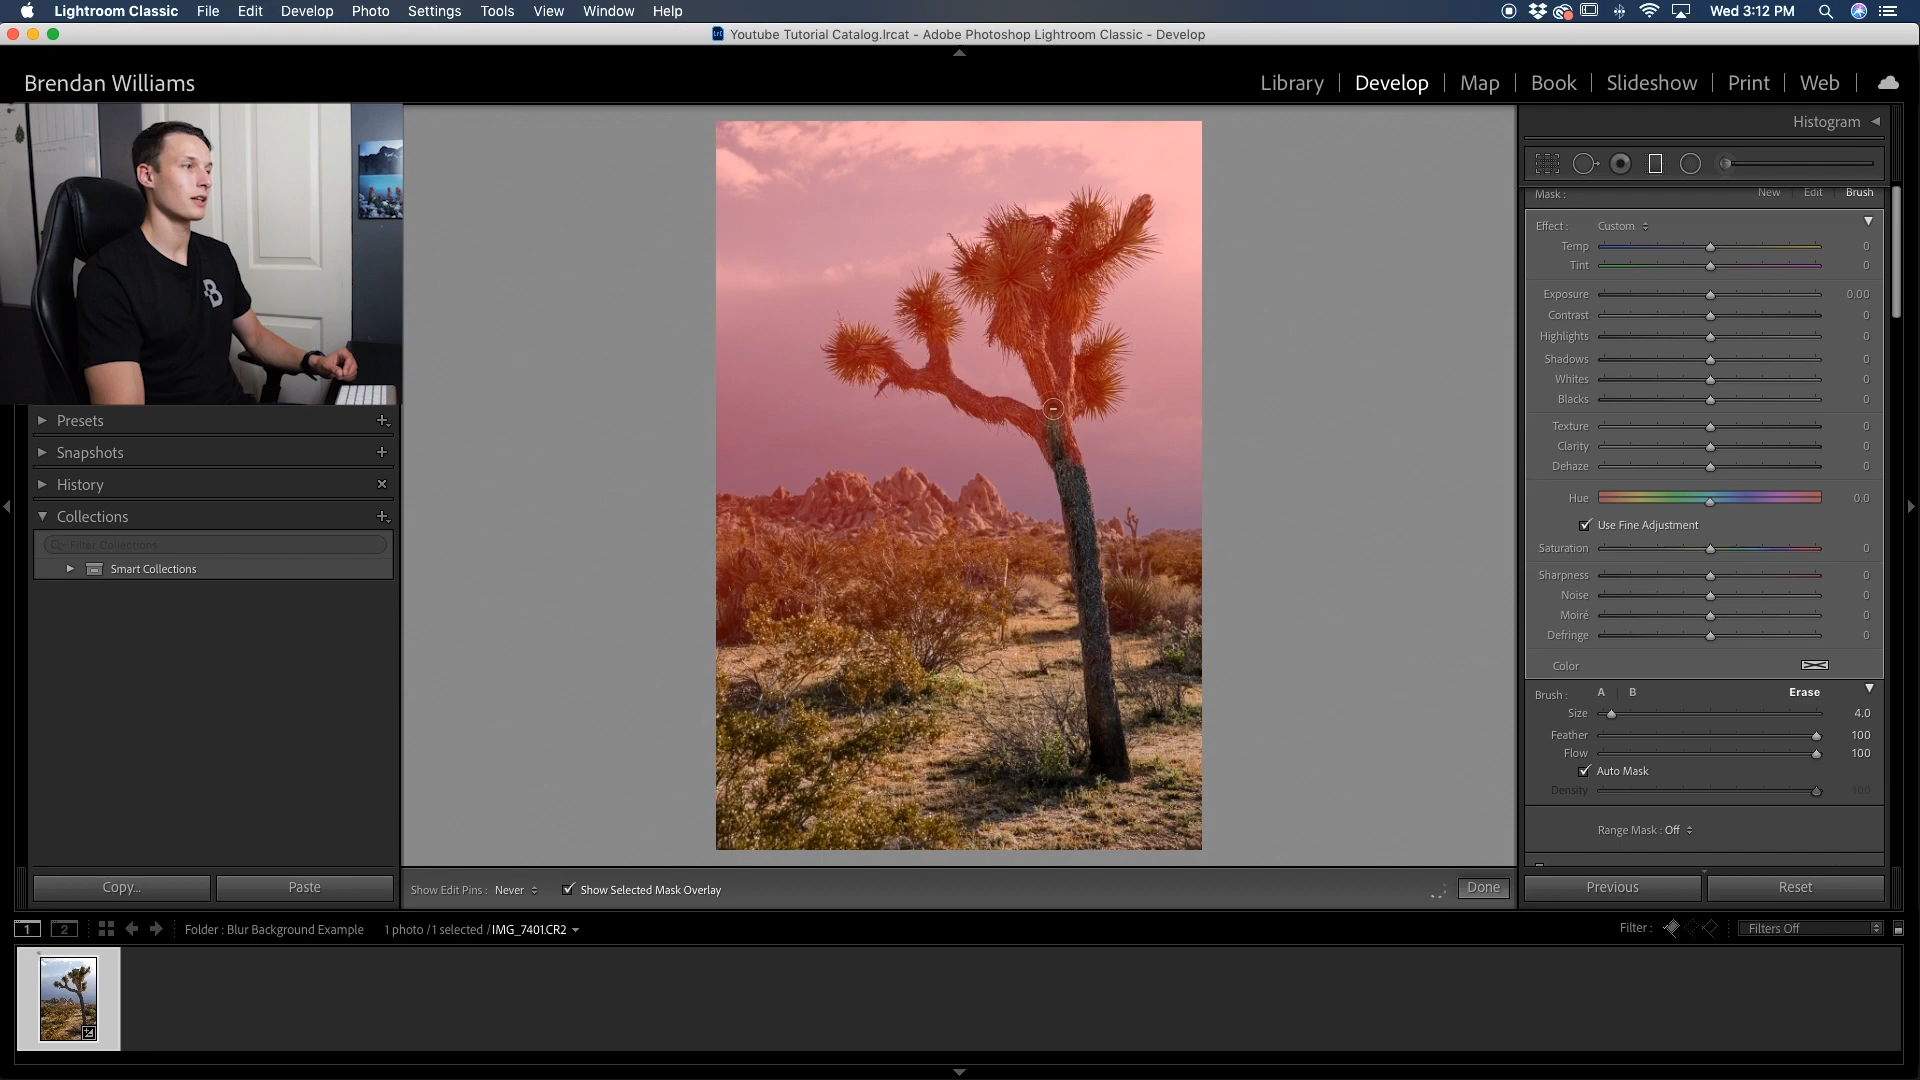 Lightroom Classic File Edit Develop Photo Settings Tools View Window Help Wed 3:12 PM
Lrc Youtube Tutorial Catalog.lrcat - Adobe Photoshop Lightroom Classic - Develop
Brendan Williams
Library | Develop | Map | Book | Slideshow | Print | Web
Histogram
Mask : New Edit Brush
Effect : Custom
Temp 0
Tint 0
Exposure 0.00
Contrast 0
Highlights 0
Shadows 0
Whites 0
Blacks 0
Texture 0
Clarity 0
Dehaze 0
Hue 0.0
Use Fine Adjustment
Saturation 0
Sharpness 0
Noise 0
Moiré 0
Defringe 0
Color
Brush : A B Erase
Size 4.0
Feather 100
Flow 100
Auto Mask
Density 100
Range Mask : Off
Previous Reset
B
Presets
Snapshots
History
Collections
Filter Collections
Smart Collections
Copy... Paste
Show Edit Pins : Never Show Selected Mask Overlay Done
1 2 Folder : Blur Background Example 1 photo / 1 selected / IMG_7401.CR2 Filter : Filters Off